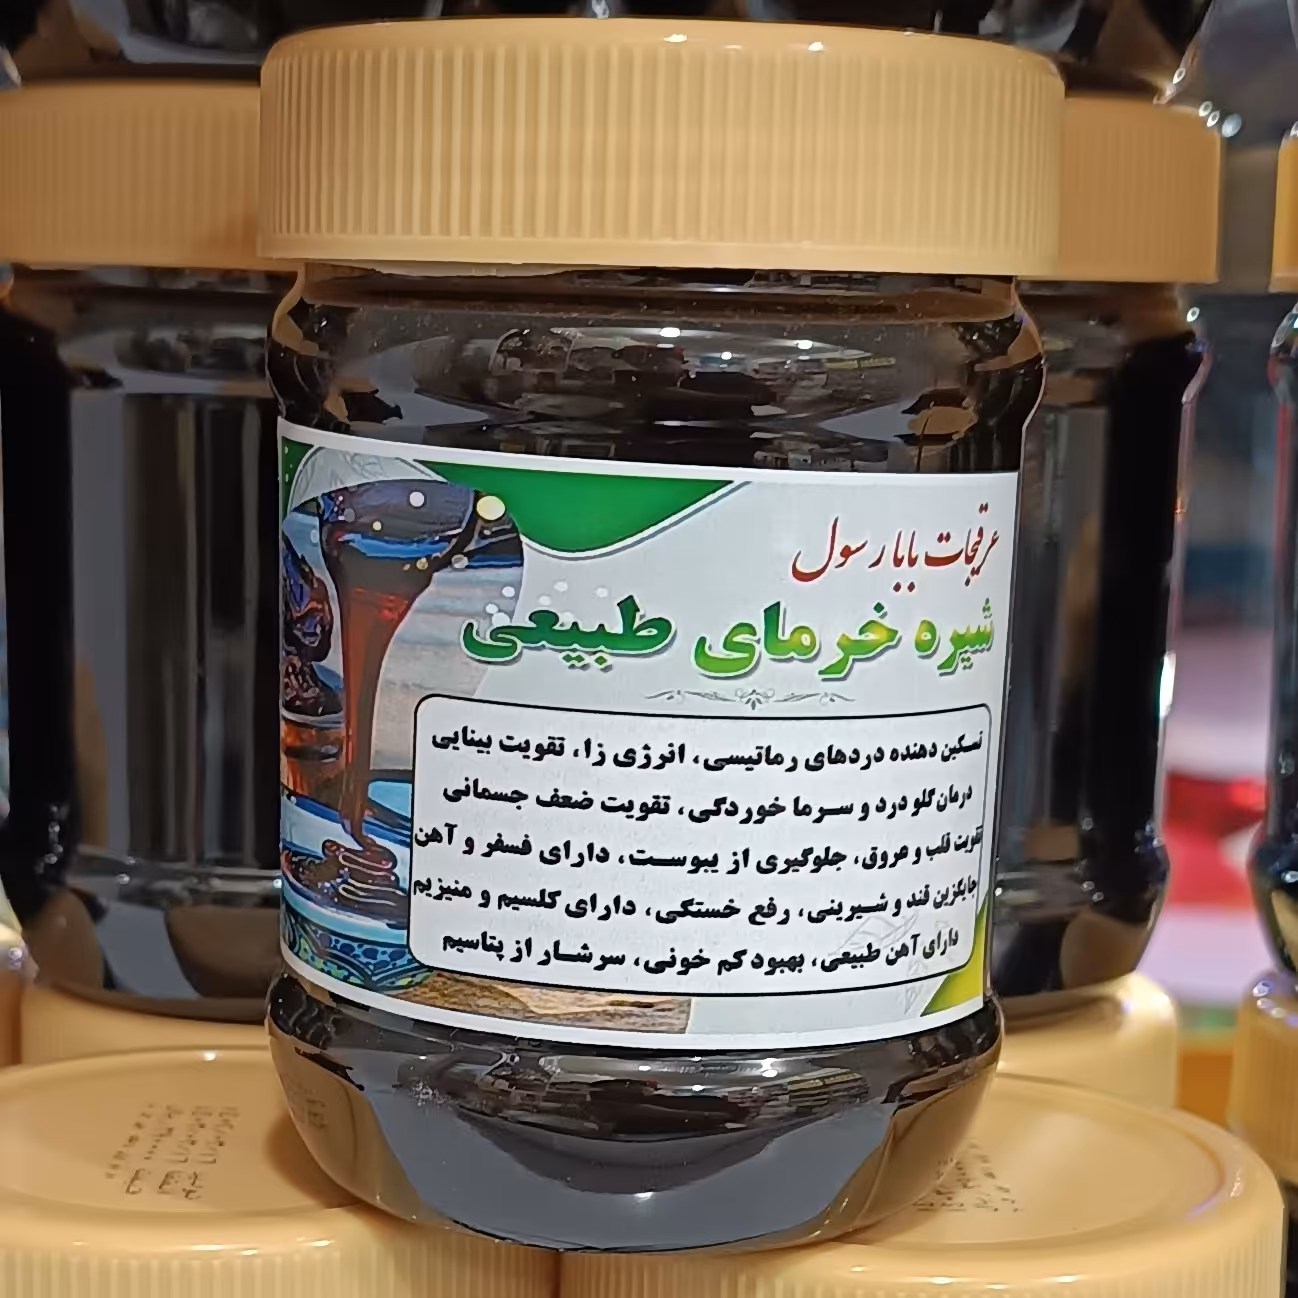 عرقیجات بابا رسول
شیره خرمای طبیعی
تسکین دهنده دردهای رماتیسی، انرژی زا، تقویت بینایی
درمان گلو درد و سرما خوردگی، تقویت ضعف جسمانی
تقویت قلب و عروق، جلوگیری از یبوست، دارای فسفر و آهن
جایگزین قند و شیرینی، رفع خستگی، دارای کلسیم و منیزیم
دارای آهن طبیعی، بهبود کم خونی، سرشار از پتاسیم